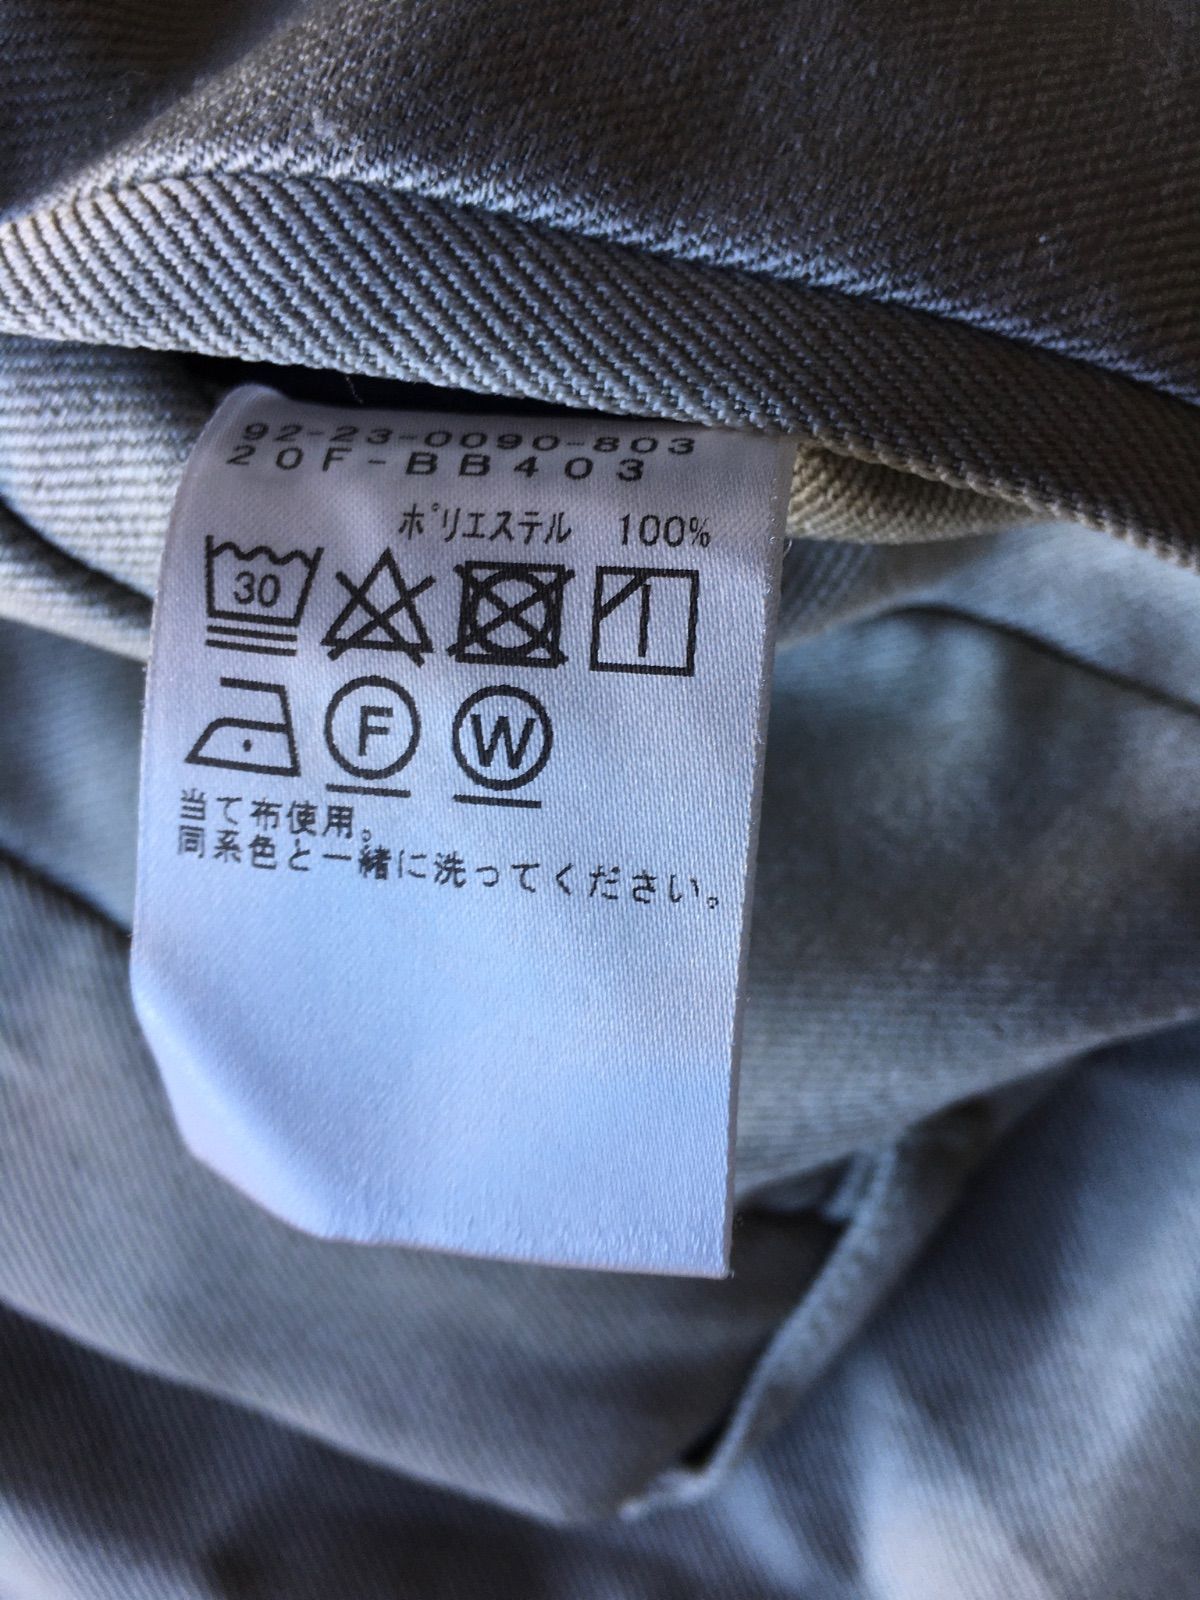 92-23-0090-803
20F-BB403
ポリエステル 100%
30
F W
当て布使用。
同系色と一緒に洗ってください。